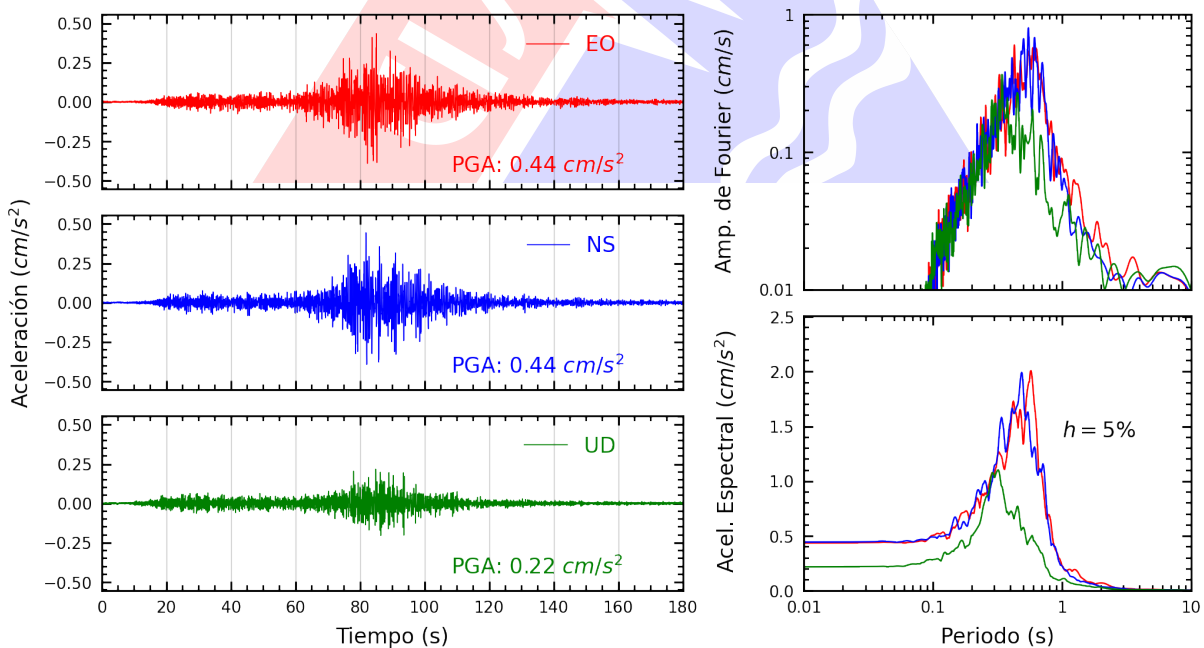 Aceleración (cm/s²)
0.50
0.25
0.00
−0.25
−0.50
EO
PGA: 0.44 cm/s²
0.50
0.25
0.00
−0.25
−0.50
NS
PGA: 0.44 cm/s²
0.50
0.25
0.00
−0.25
−0.50
UD
PGA: 0.22 cm/s²
0 20 40 60 80 100 120 140 160 180
Tiempo (s)
Amp. de Fourier (cm/s)
1
0.1
0.01
Acel. Espectral (cm/s²)
2.5
2.0
1.5
1.0
0.5
0.0
h = 5%
0.01 0.1 1 10
Periodo (s)